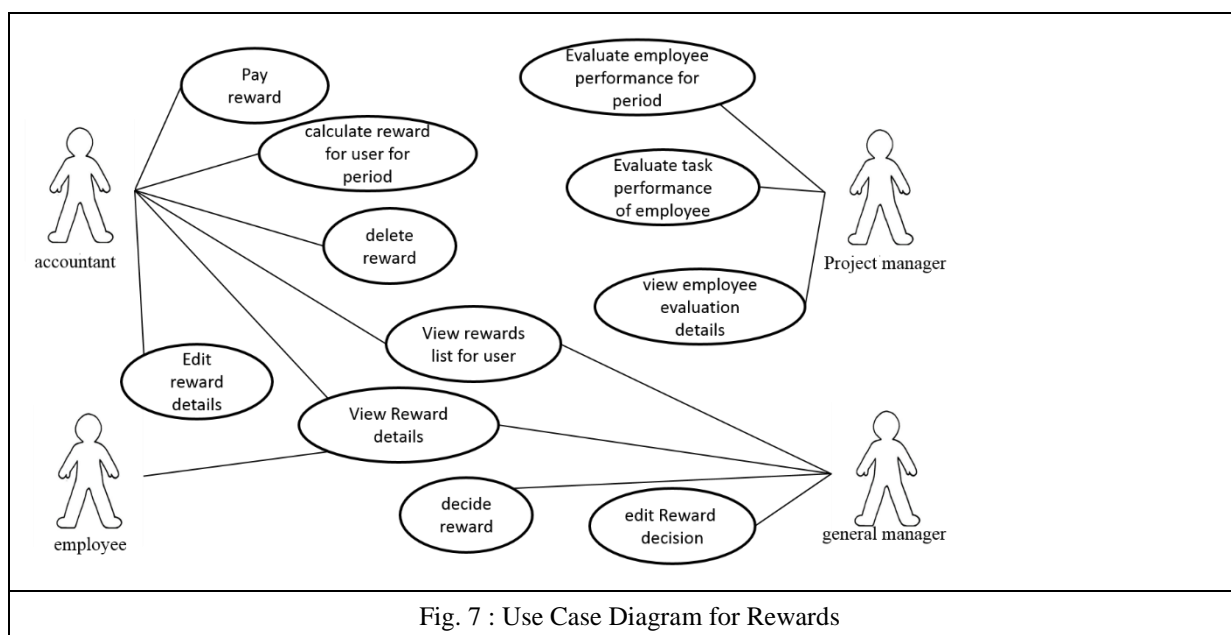 Pay
reward
Evaluate employee
performance for
period
calculate reward
for user for
period
Evaluate task
performance
of employee
delete
reward
accountant
Project manager
view employee
evaluation
details
View rewards
list for user
Edit
reward
details
View Reward
details
decide
reward
edit Reward
decision
employee
general manager
Fig. 7 : Use Case Diagram for Rewards